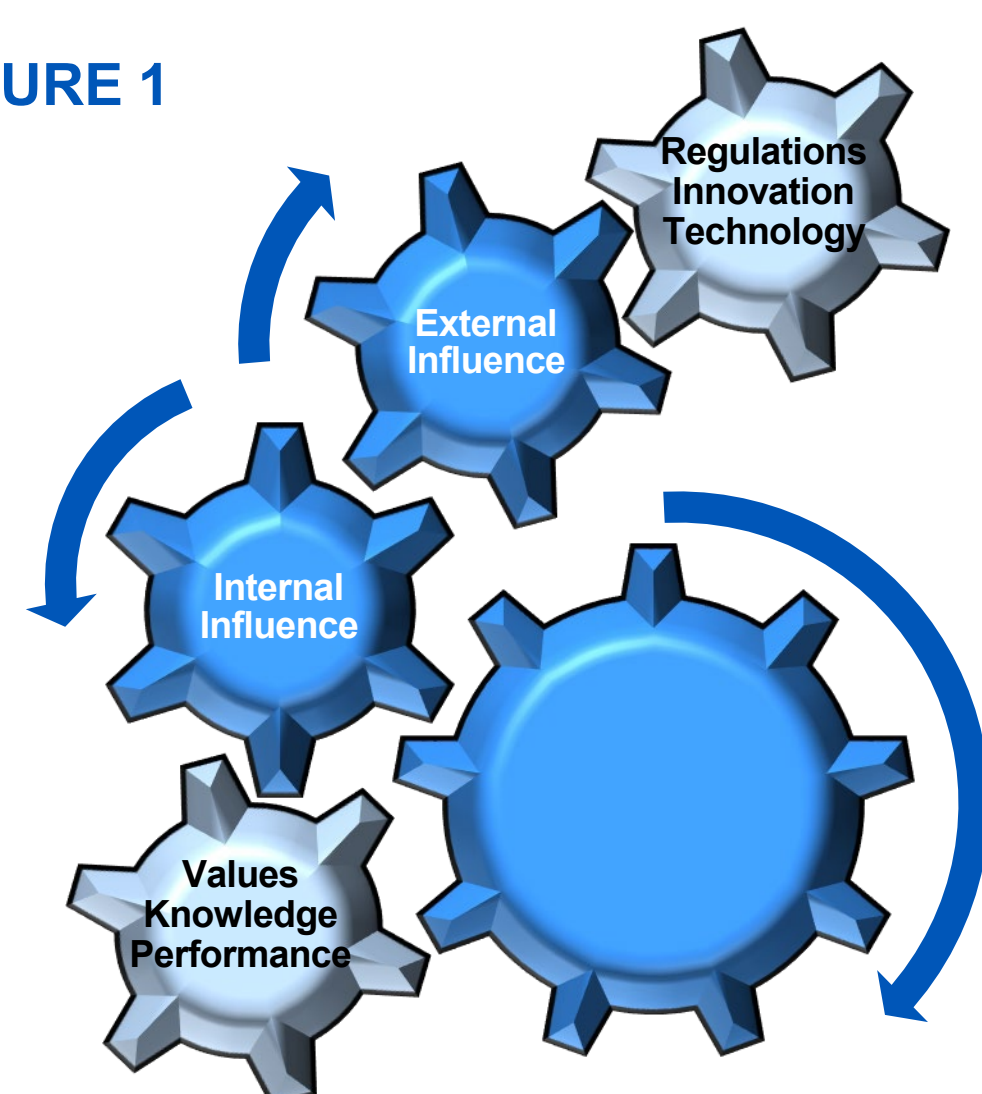 URE 1
Regulations
Innovation
Technology
External
Influence
Internal
Influence
Values
Knowledge
Performance